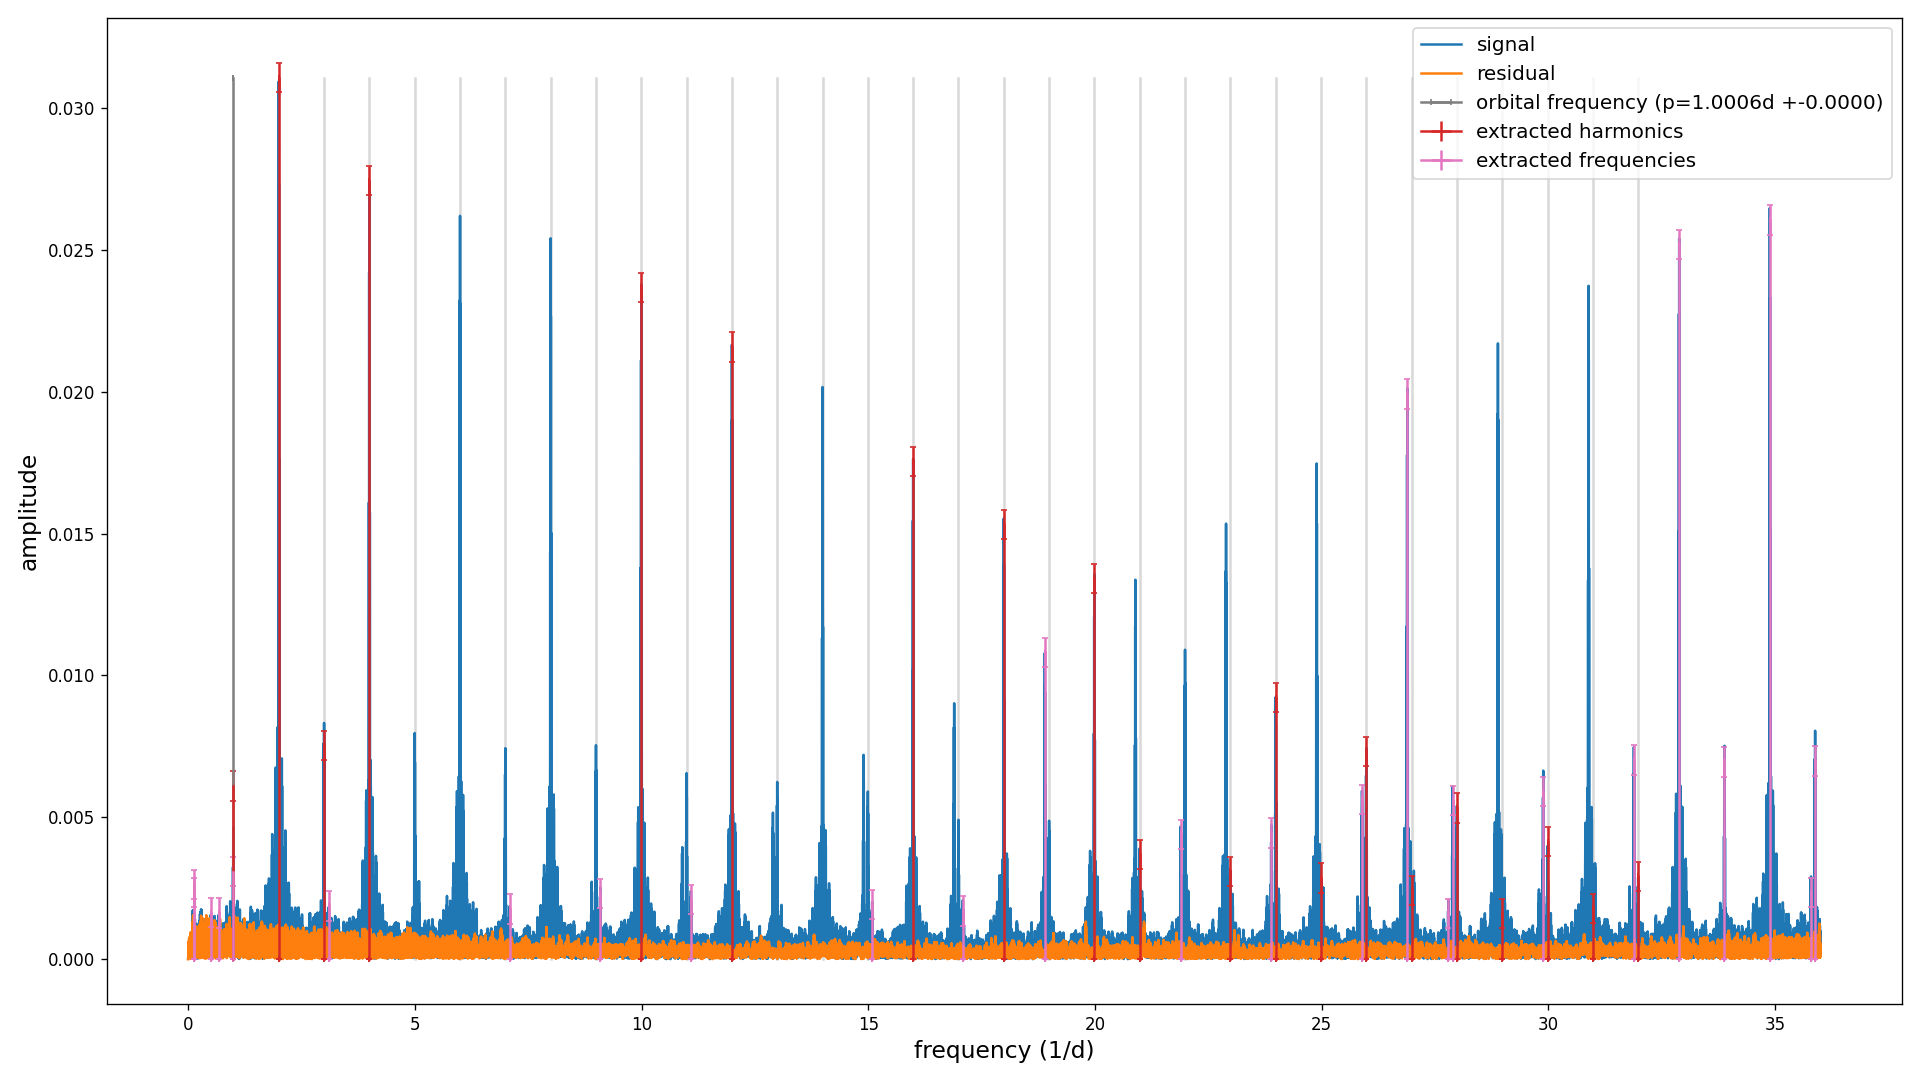 signal
residual
orbital frequency (p=1.0006d +-0.0000)
extracted harmonics
extracted frequencies
amplitude
0.030
0.025
0.020
0.015
0.010
0.005
0.000
0 5 10 15 20 25 30 35
frequency (1/d)